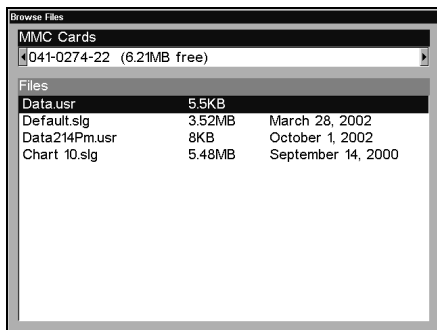 Browse Files
MMC Cards
041-0274-22 (6.21MB free)
Files
Data.usr 5.5KB
Default.slg 3.52MB March 28, 2002
Data214Pm.usr 8KB October 1, 2002
Chart 10.slg 5.48MB September 14, 2000